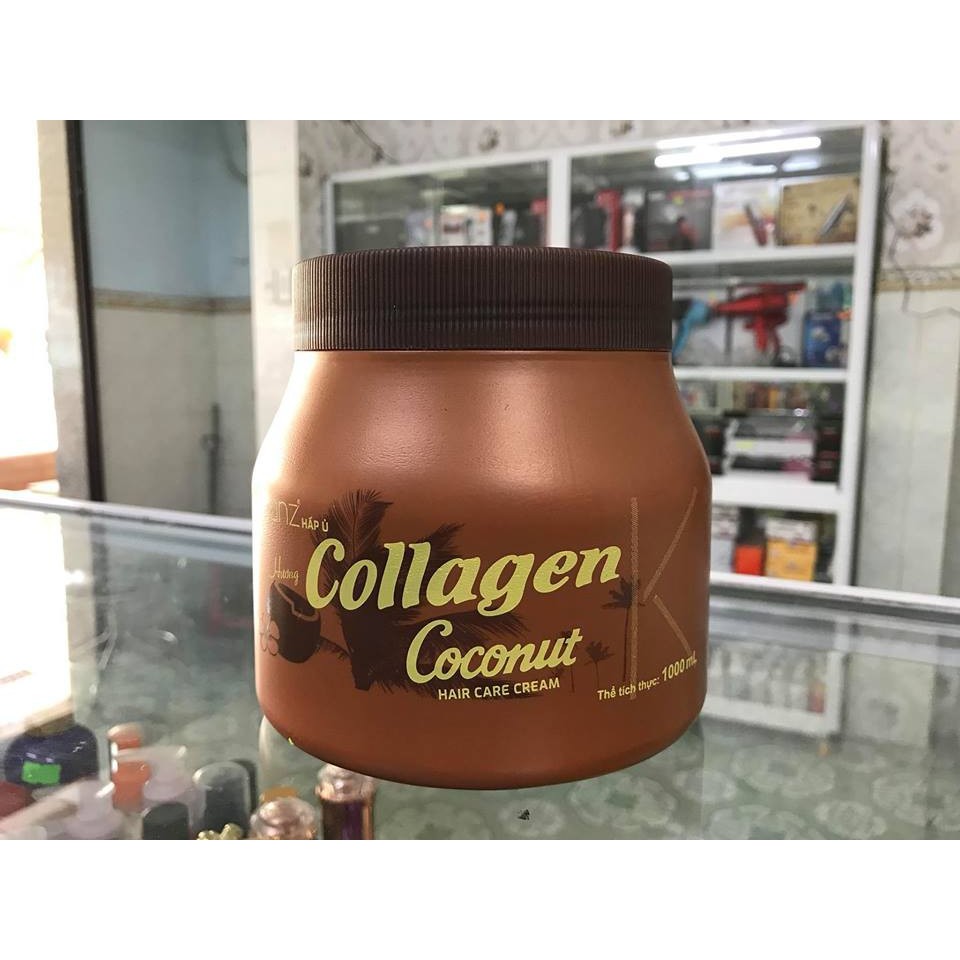 HẤP Ủ
Hương
Collagen
Coconut
HAIR CARE CREAM
K
Thể tích thực: 1000 mL